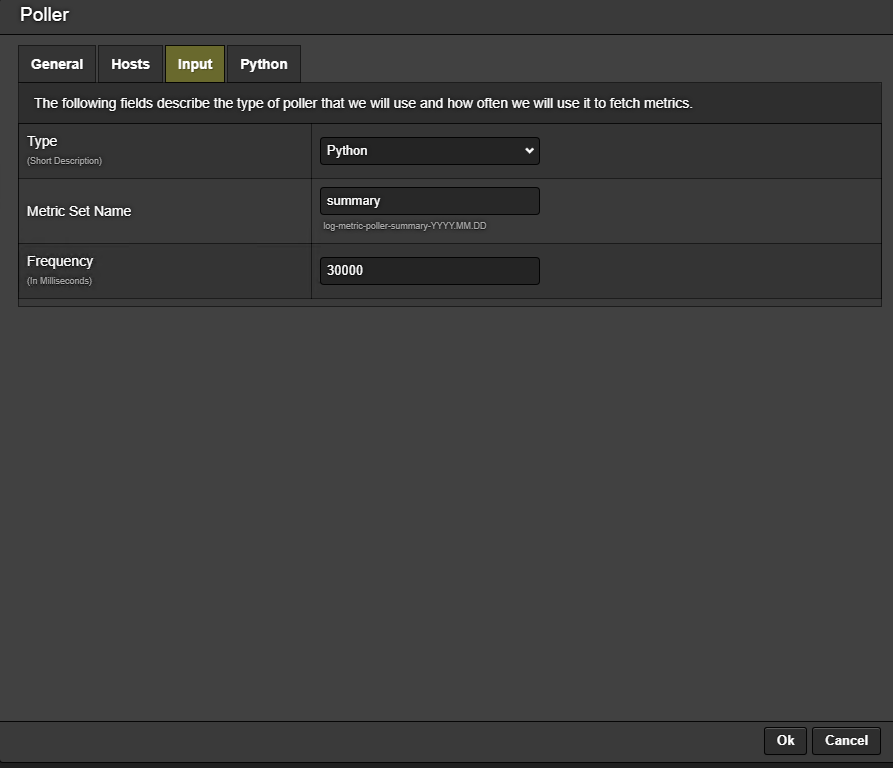 Poller
General Hosts Input Python
The following fields describe the type of poller that we will use and how often we will use it to fetch metrics.
Type
(Short Description)
Python
Metric Set Name
summary
log-metric-poller-summary-YYYY.MM.DD
Frequency
(In Milliseconds)
30000
Ok Cancel